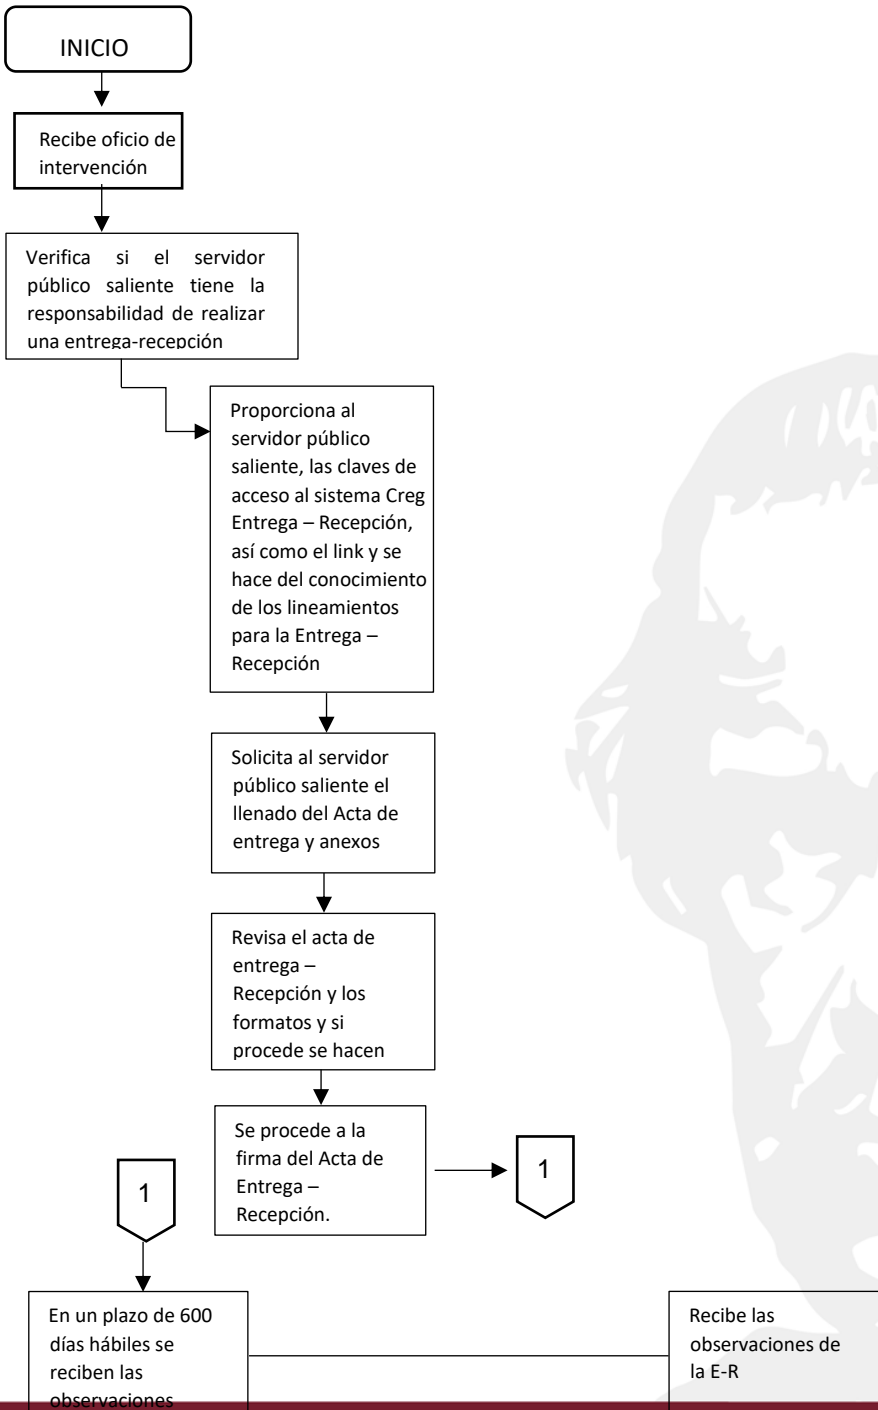 INICIO
Recibe oficio de
intervención
Verifica si el servidor
público saliente tiene la
responsabilidad de realizar
una entrega-recepción
Proporciona al
servidor público
saliente, las claves de
acceso al sistema Creg
Entrega – Recepción,
así como el link y se
hace del conocimiento
de los lineamientos
para la Entrega –
Recepción
Solicita al servidor
público saliente el
llenado del Acta de
entrega y anexos
Revisa el acta de
entrega –
Recepción y los
formatos y si
procede se hacen
Se procede a la
firma del Acta de
Entrega –
Recepción.
1
1
En un plazo de 600
días hábiles se
reciben las
observaciones
Recibe las
observaciones de
la E-R